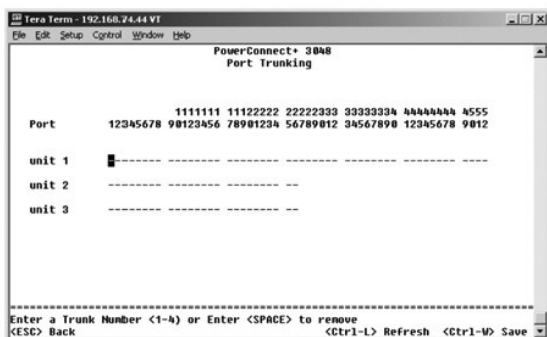 Tera Term - 192.168.74.44 VT
File Edit Setup Control Window Help
PowerConnect+ 3048
Port Trunking
1111111 11122222 22222333 33333334 44444444 4555
Port 12345678 90123456 78901234 56789012 34567890 12345678 9012
unit 1 -------- -------- -------- -------- -------- -------- ----
unit 2 -------- -------- -------- --
unit 3 -------- -------- -------- --
Enter a Trunk Number <1-4> or Enter <SPACE> to remove
<ESC> Back <Ctrl-L> Refresh <Ctrl-W> Save